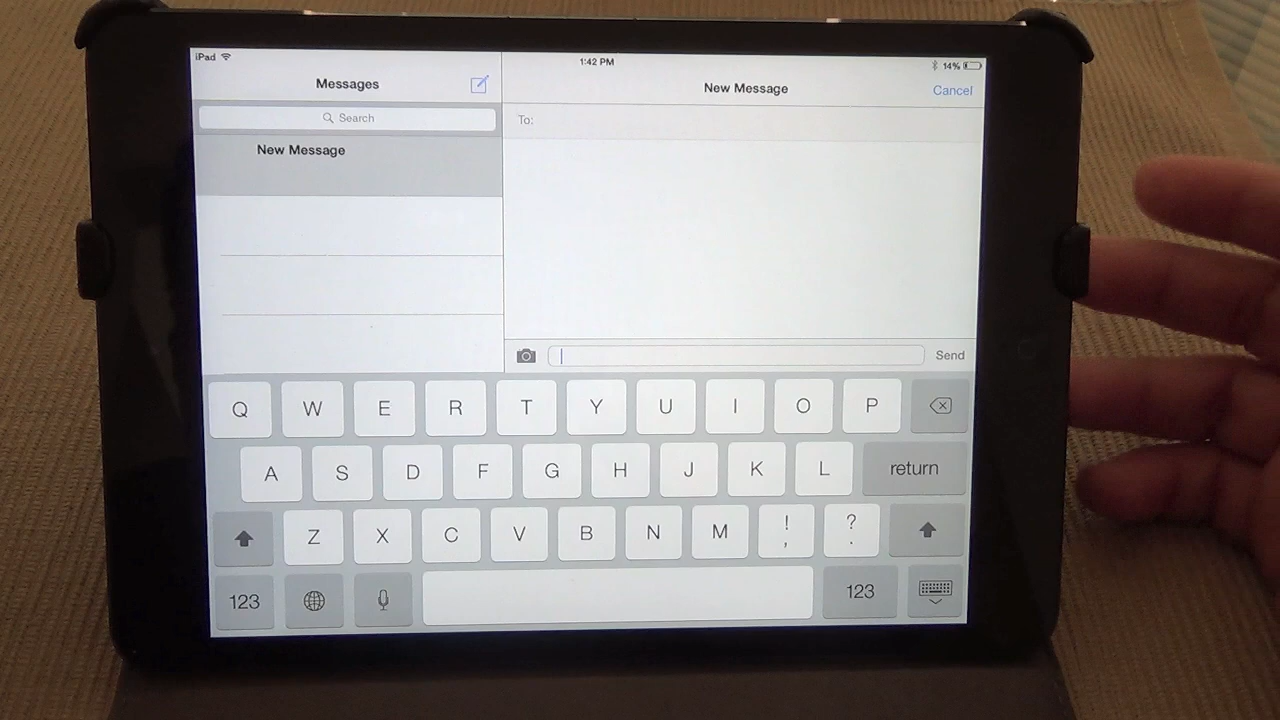 iPad 1:42 PM 14%
Messages
New Message Cancel
Search
To:
New Message
Send
Q W E R T Y U I O P
A S D F G H J K L return
Z X C V B N M ! , ? .
123 123